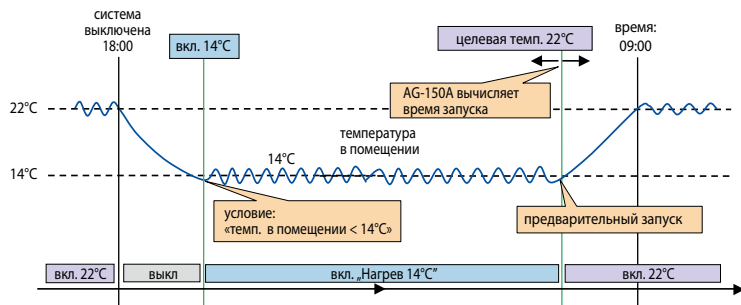 система
выключена
18:00
вкл. 14°C
целевая темп. 22°C
время:
09:00
AG-150A вычисляет
время запуска
22°C
температура
в помещении
14°C
14°C
условие:
«темп. в помещении < 14°C»
предварительный запуск
вкл. 22°C
выкл
вкл. „Нагрев 14°C"
вкл. 22°C